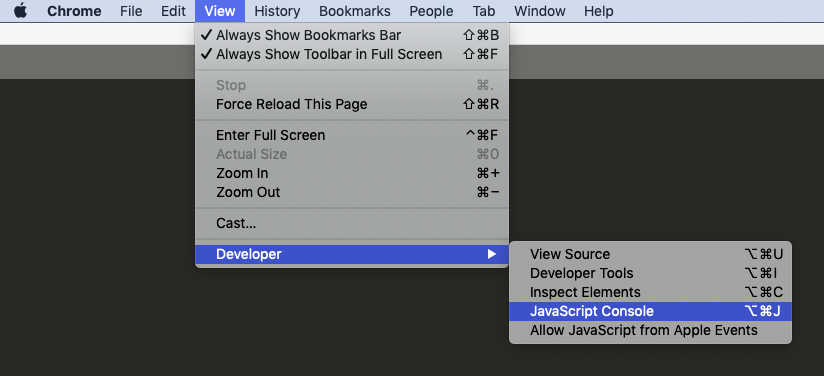 Chrome File Edit View History Bookmarks People Tab Window Help
✓ Always Show Bookmarks Bar ⇧⌘B
✓ Always Show Toolbar in Full Screen ⇧⌘F
Stop ⌘.
Force Reload This Page ⇧⌘R
Enter Full Screen ^⌘F
Actual Size ⌘0
Zoom In ⌘+
Zoom Out ⌘−
Cast...
Developer ▶
View Source ⌥⌘U
Developer Tools ⌥⌘I
Inspect Elements ⌥⌘C
JavaScript Console ⌥⌘J
Allow JavaScript from Apple Events